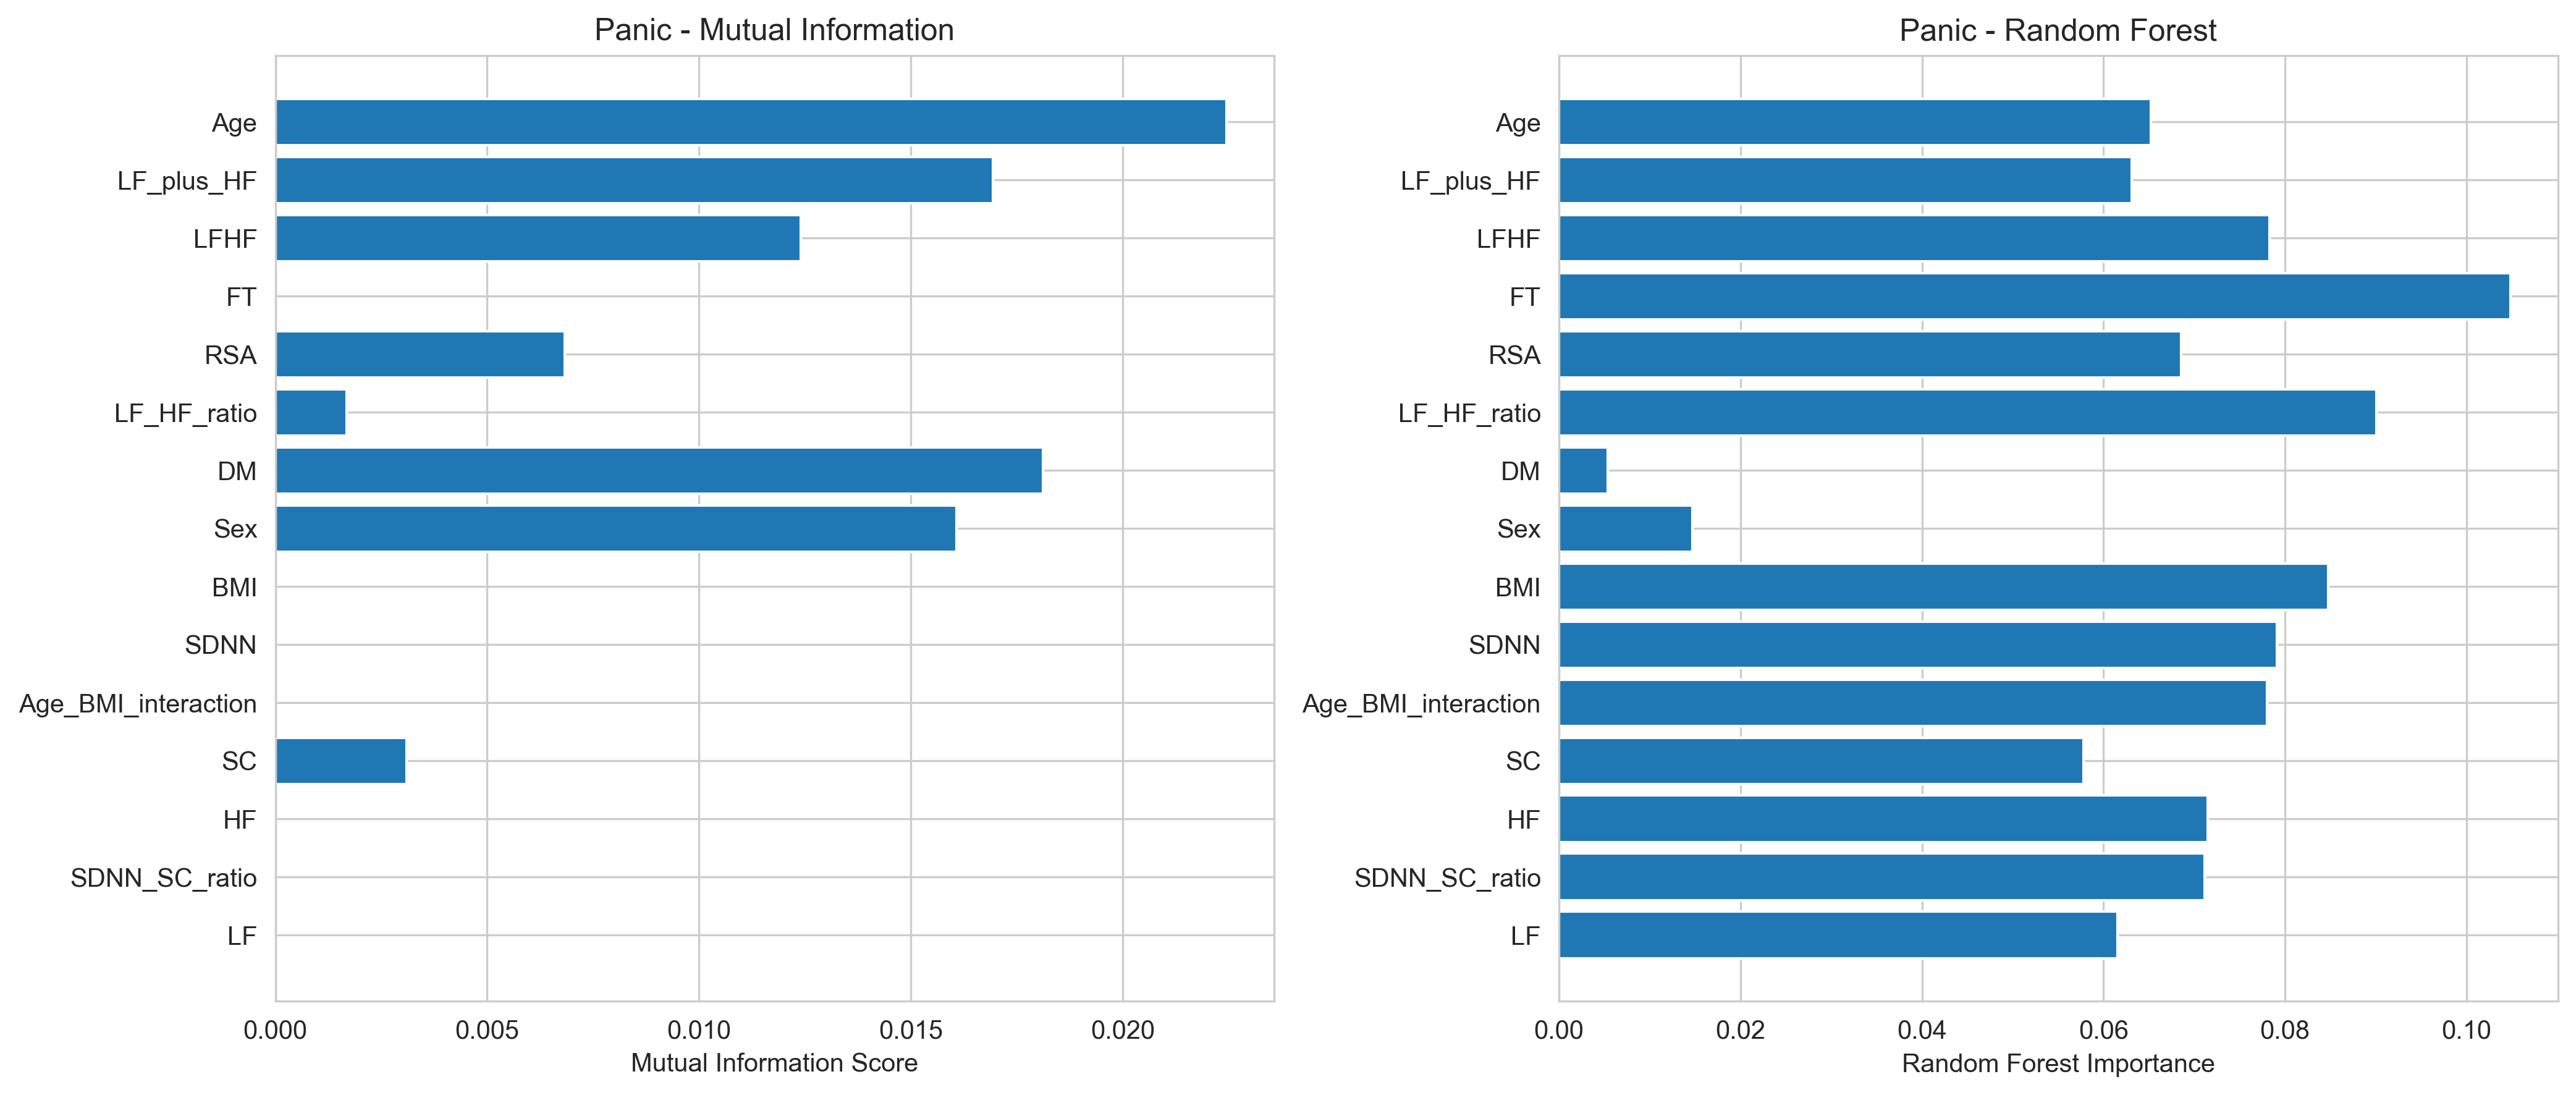 Panic - Mutual Information
Age
LF_plus_HF
LFHF
FT
RSA
LF_HF_ratio
DM
Sex
BMI
SDNN
Age_BMI_interaction
SC
HF
SDNN_SC_ratio
LF
0.000 0.005 0.010 0.015 0.020
Mutual Information Score
Panic - Random Forest
Age
LF_plus_HF
LFHF
FT
RSA
LF_HF_ratio
DM
Sex
BMI
SDNN
Age_BMI_interaction
SC
HF
SDNN_SC_ratio
LF
0.00 0.02 0.04 0.06 0.08 0.10
Random Forest Importance